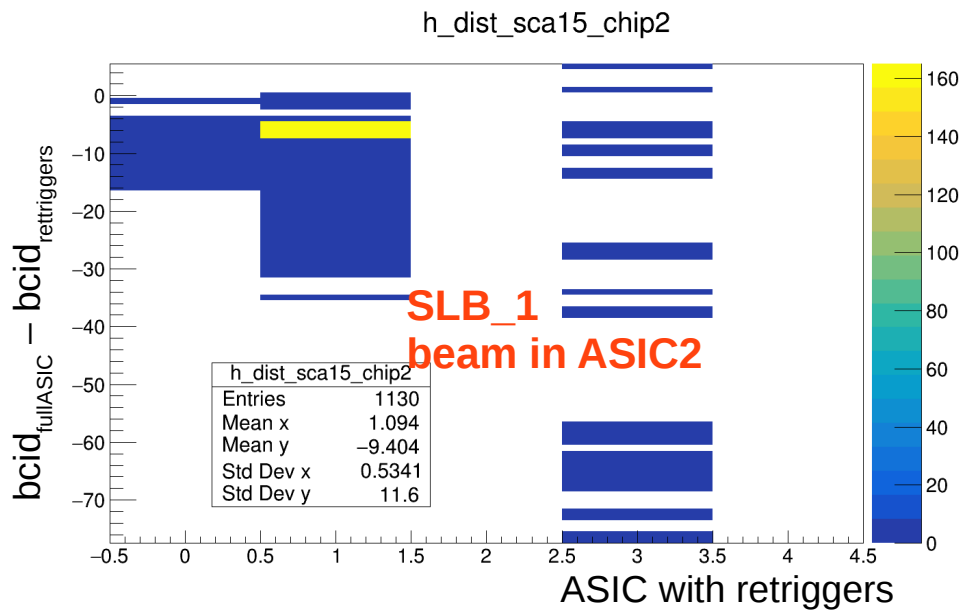 h_dist_sca15_chip2
0
−10
−20
−30
−40
−50
−60
−70
bcid_fullASIC − bcid_rettriggers
SLB_1
beam in ASIC2
h_dist_sca15_chip2
Entries 1130
Mean x 1.094
Mean y −9.404
Std Dev x 0.5341
Std Dev y 11.6
−0.5 0 0.5 1 1.5 2 2.5 3 3.5 4 4.5
ASIC with retriggers
160
140
120
100
80
60
40
20
0